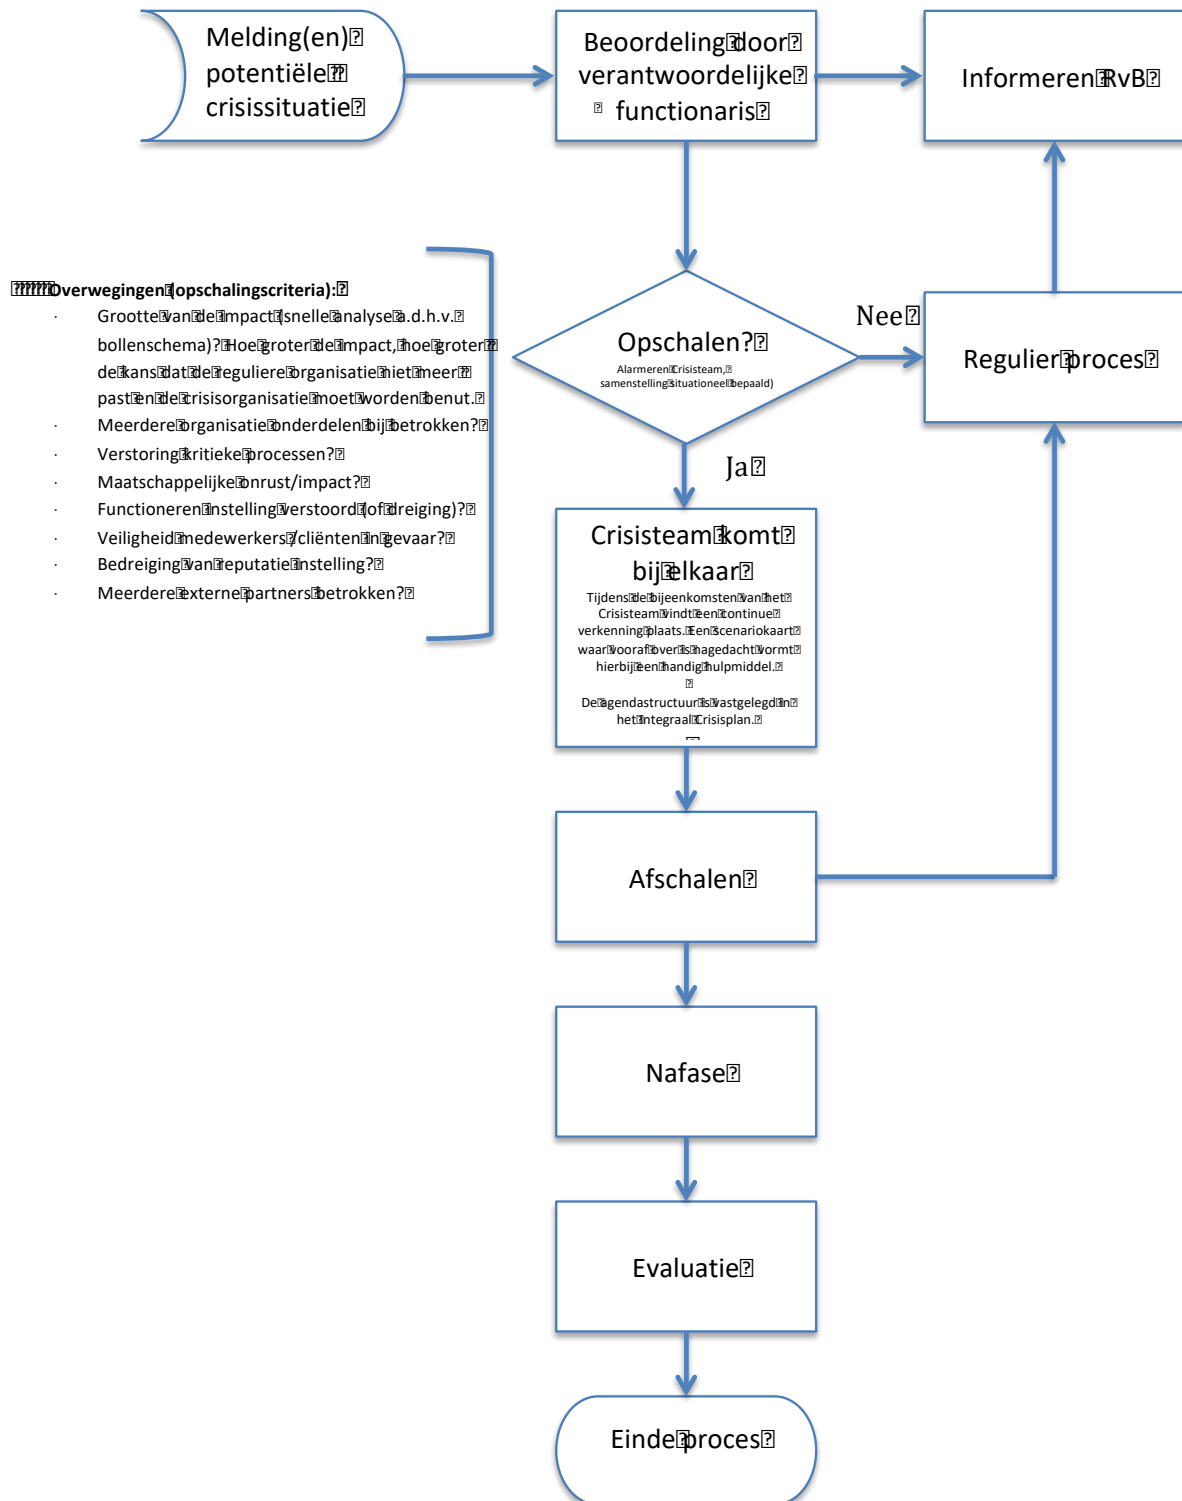 Melding(en)
potentiële
crisissituatie
Beoordeling door
verantwoordelijke
functionaris
Informeren RvB
Overwegingen (opschalingscriteria):
· Grootte van de impact (snelle analyse a.d.h.v.
bollenschema)? Hoe groter de impact, hoe groter
de kans dat de reguliere organisatie niet meer
past en de crisisorganisatie moet worden benut.
· Meerdere organisatie onderdelen bij betrokken?
· Verstoring kritieke processen?
· Maatschappelijke onrust/impact?
· Functioneren instelling verstoord (of dreiging)?
· Veiligheid medewerkers / cliënten in gevaar?
· Bedreiging van reputatie instelling?
· Meerdere externe partners betrokken?
Opschalen?
Alarmeren Crisisteam,
samenstelling situationeel bepaald)
Nee
Regulier proces
Ja
Crisisteam komt
bij elkaar
Tijdens de bijeenkomsten van het
Crisisteam vindt een continue
verkenning plaats. Een scenariokaart
waar vooraf over is nagedacht vormt
hierbij een handig hulpmiddel.
De agendastructuur is vastgelegd in
het Integraal Crisisplan.
Afschalen
Nafase
Evaluatie
Einde proces